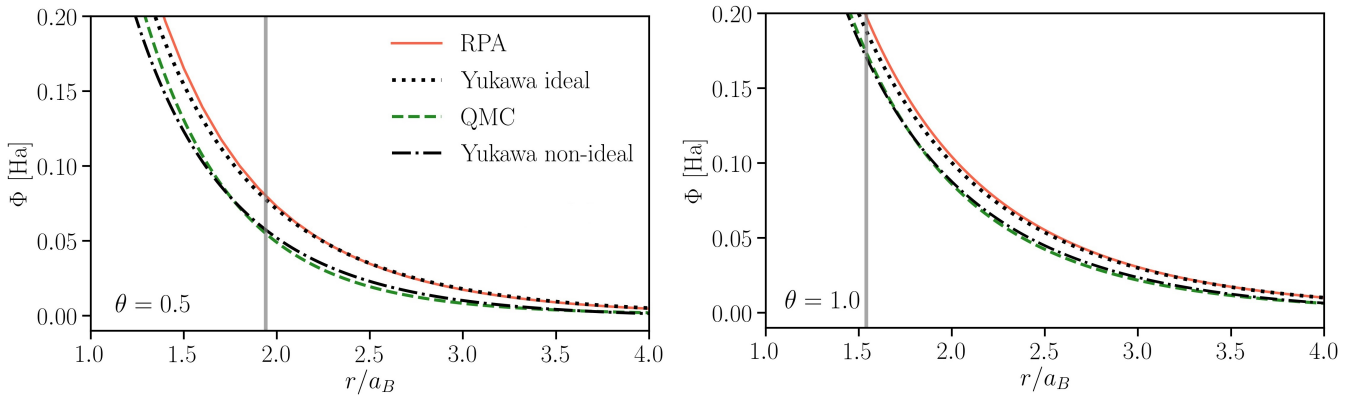 0.20
0.15
0.10
0.05
0.00
Φ [Ha]
RPA
Yukawa ideal
QMC
Yukawa non-ideal
θ = 0.5
1.0 1.5 2.0 2.5 3.0 3.5 4.0
r/a_B
0.20
0.15
0.10
0.05
0.00
Φ [Ha]
θ = 1.0
1.0 1.5 2.0 2.5 3.0 3.5 4.0
r/a_B